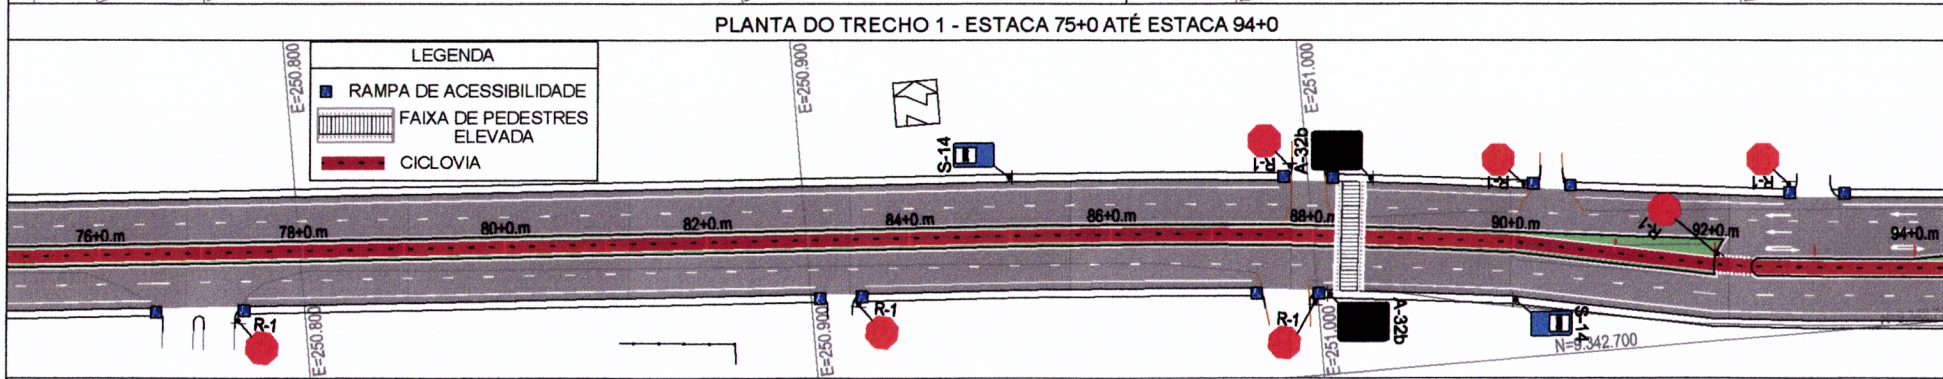 PLANTA DO TRECHO 1 - ESTACA 75+0 ATÉ ESTACA 94+0
E=250.800
E=250.900
E=251.000
LEGENDA
RAMPA DE ACESSIBILIDADE
FAIXA DE PEDESTRES
ELEVADA
CICLOVIA
S-14
R-1
A-32b
R-1
R-1
R-1
76+0.m
78+0.m
80+0.m
82+0.m
84+0.m
86+0.m
88+0.m
90+0.m
92+0.m
94+0.m
R-1
R-1
R-1
A-32b
S-14
E=250.800
E=250.900
E=251.000
N=9.342.700